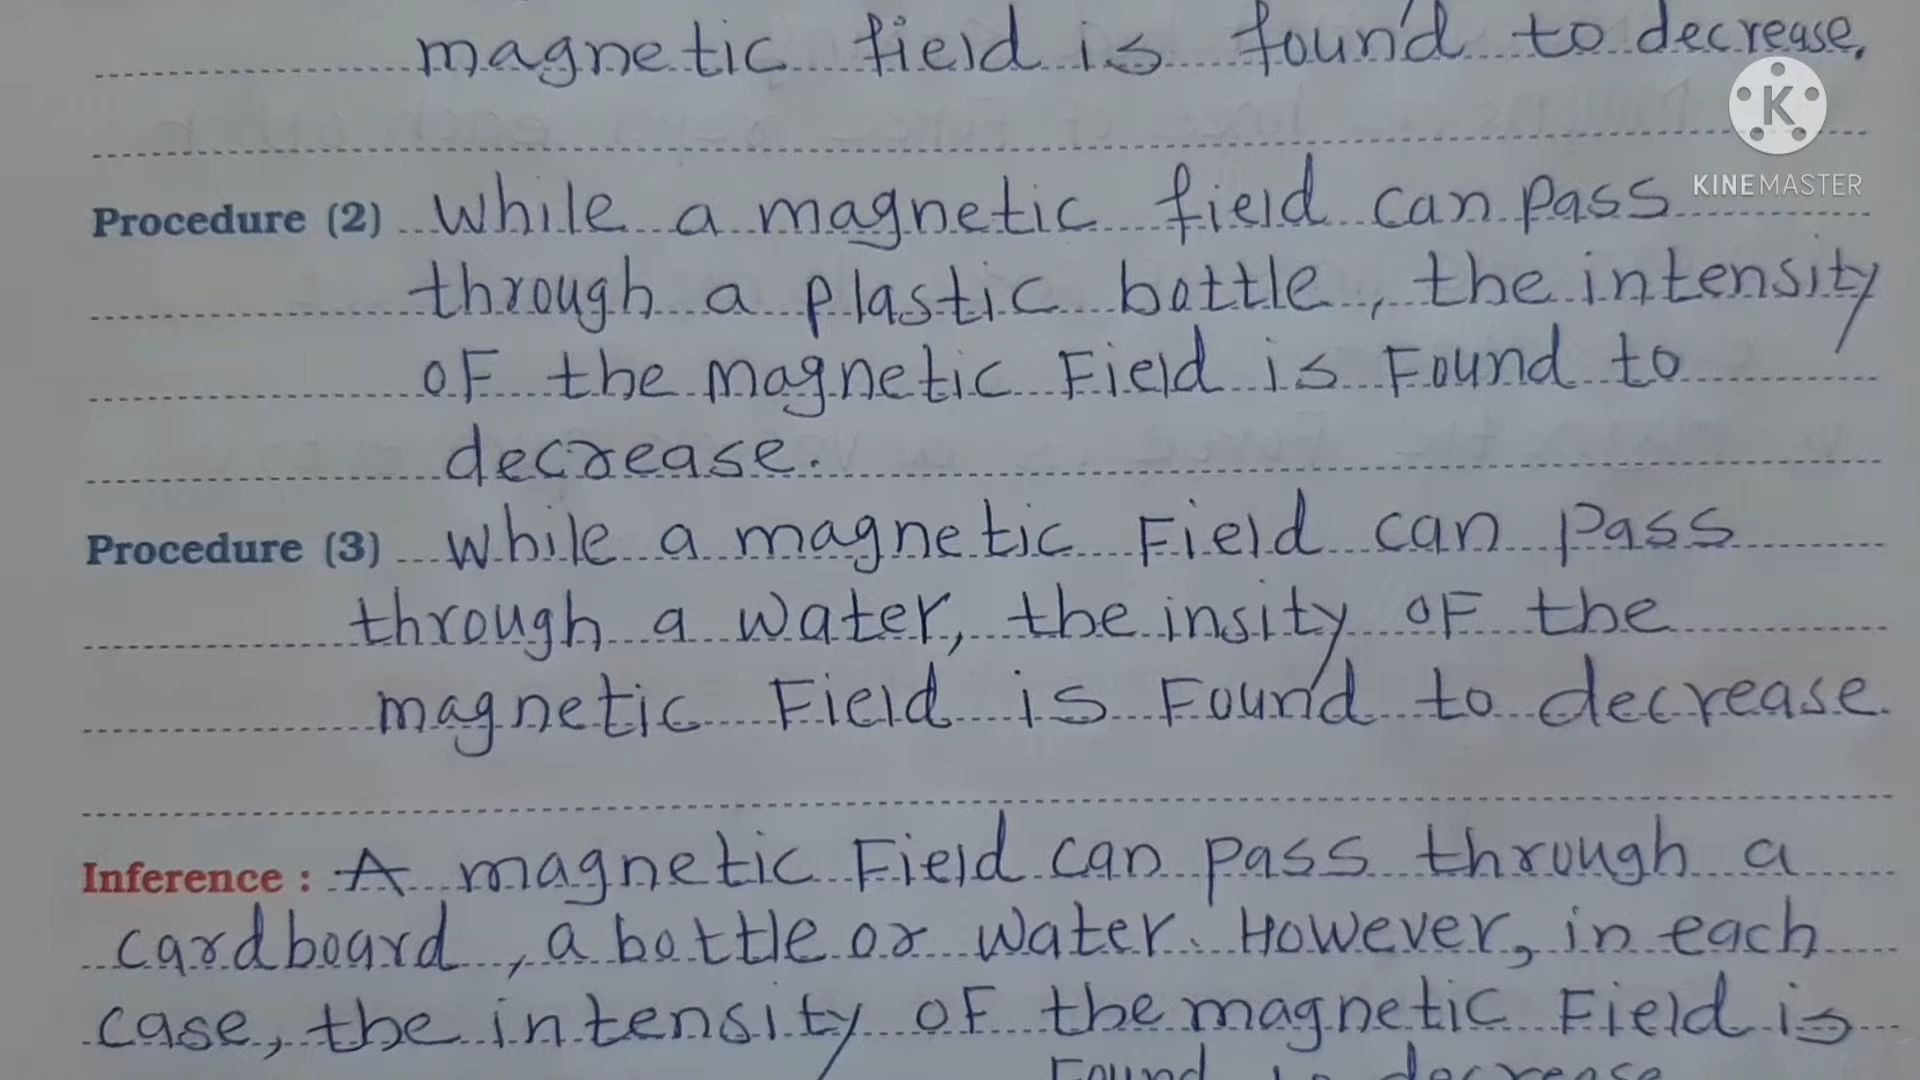 magnetic field is found to decrease.
K
KINEMASTER
Procedure (2) While a magnetic field can pass
through a plastic bottle, the intensity
of the magnetic Field is Found to
decrease.
Procedure (3) While a magnetic Field can pass
through a water, the insity of the
magnetic Field is Found to decrease.
Inference : A magnetic Field can pass through a
cardboard, a bottle or water. However, in each
case, the intensity of the magnetic Field is
Found to decrease